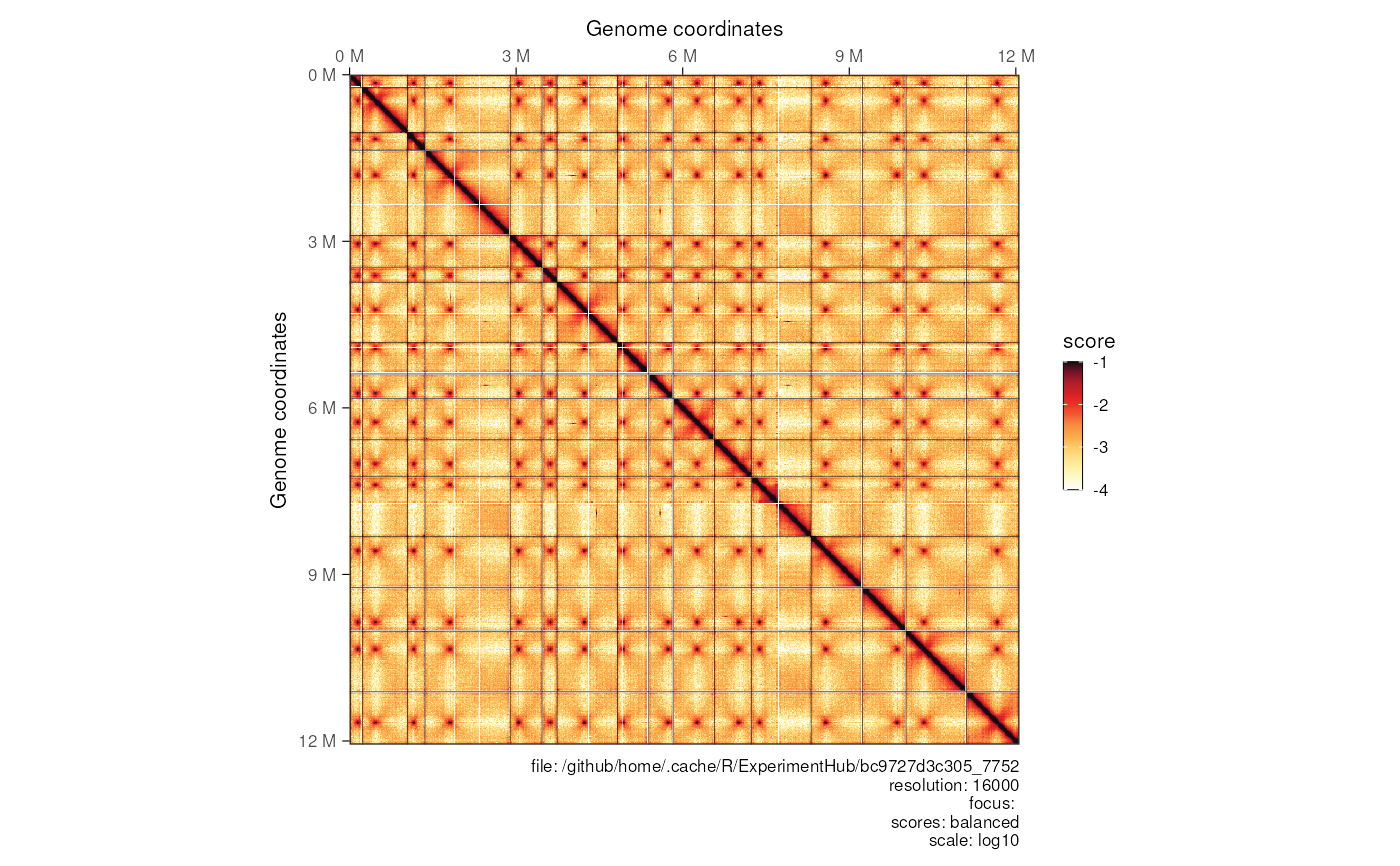 Genome coordinates
0 M 3 M 6 M 9 M 12 M
0 M
3 M
6 M
9 M
12 M
Genome coordinates
score
-1
-2
-3
-4
file: /github/home/.cache/R/ExperimentHub/bc9727d3c305_7752
resolution: 16000
focus:
scores: balanced
scale: log10